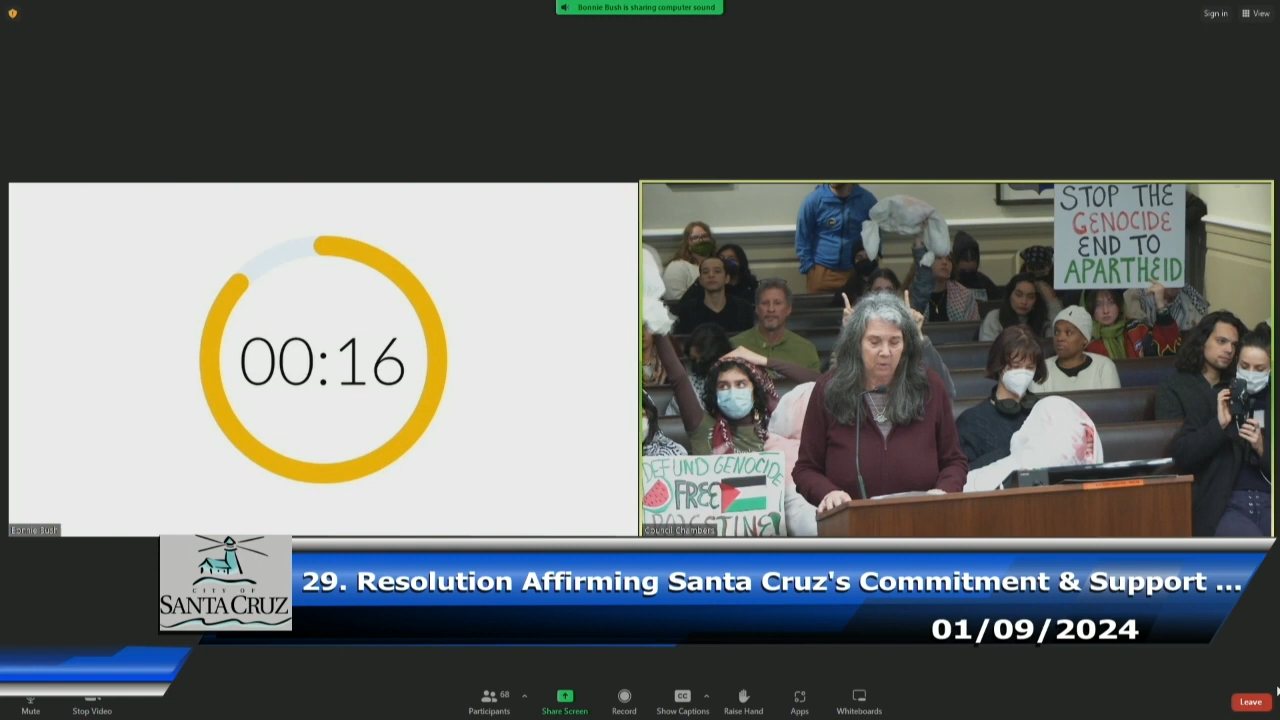 Bonnie Bush is sharing computer sound
Sign in
View
00:16
STOP THE
GENOCIDE
END TO
APARTHEID
DEFUND GENOCIDE
FREE
PALESTINE!
Bonnie Bush
Council Chambers
CITY OF
SANTA CRUZ
29. Resolution Affirming Santa Cruz's Commitment & Support ...
01/09/2024
Mute
Stop Video
Participants
68
Share Screen
CC
Record
Show Captions
Raise Hand
Apps
Whiteboards
Leave